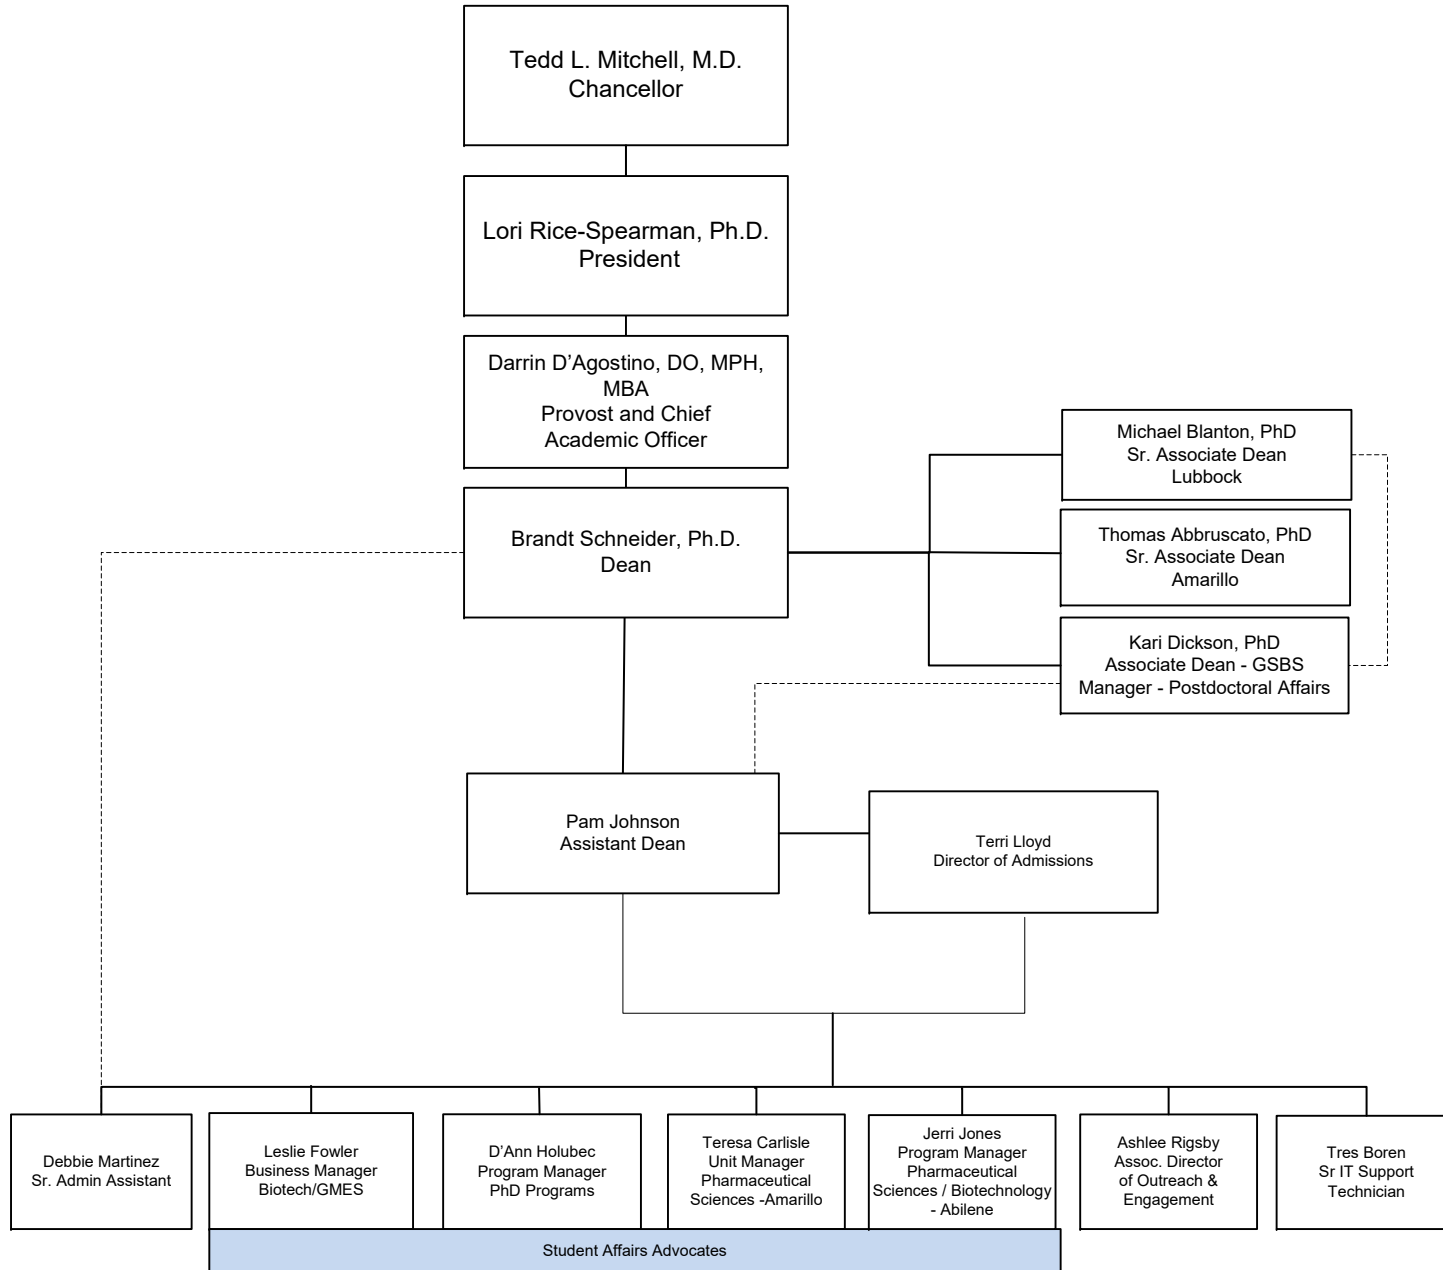 Tedd L. Mitchell, M.D.
Chancellor
Lori Rice-Spearman, Ph.D.
President
Darrin D’Agostino, DO, MPH,
MBA
Provost and Chief
Academic Officer
Brandt Schneider, Ph.D.
Dean
Michael Blanton, PhD
Sr. Associate Dean
Lubbock
Thomas Abbruscato, PhD
Sr. Associate Dean
Amarillo
Kari Dickson, PhD
Associate Dean - GSBS
Manager - Postdoctoral Affairs
Pam Johnson
Assistant Dean
Terri Lloyd
Director of Admissions
Debbie Martinez
Sr. Admin Assistant
Leslie Fowler
Business Manager
Biotech/GMES
D’Ann Holubec
Program Manager
PhD Programs
Teresa Carlisle
Unit Manager
Pharmaceutical
Sciences -Amarillo
Jerri Jones
Program Manager
Pharmaceutical
Sciences / Biotechnology
- Abilene
Ashlee Rigsby
Assoc. Director
of Outreach &
Engagement
Tres Boren
Sr IT Support
Technician
Student Affairs Advocates